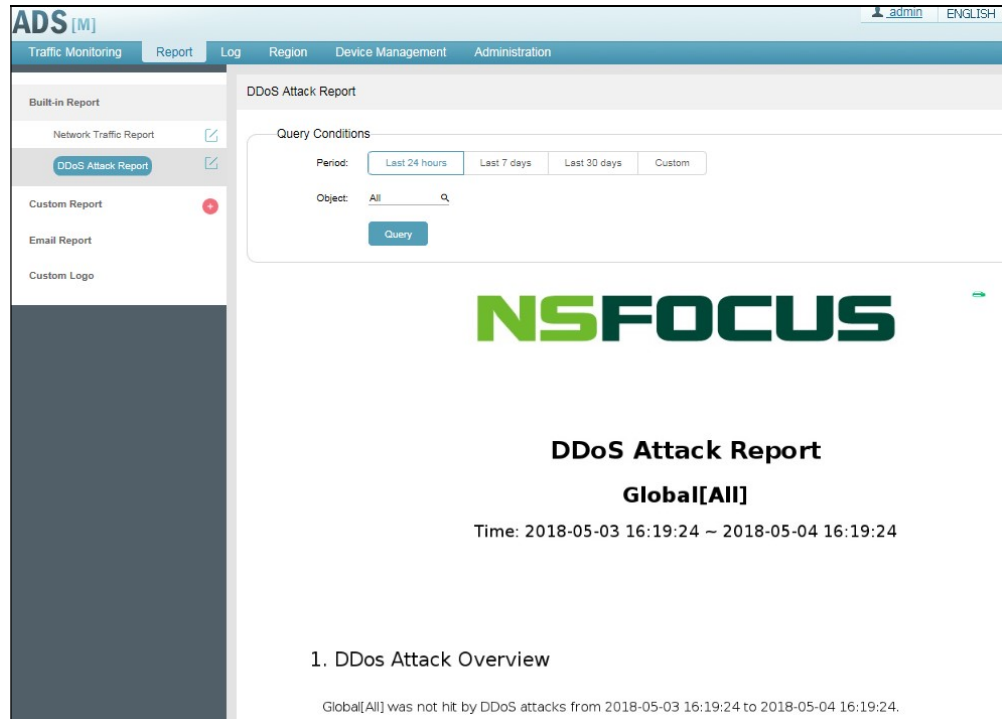 ADS [M]
admin ENGLISH
Traffic Monitoring Report Log Region Device Management Administration
Built-in Report
Network Traffic Report
DDoS Attack Report
Custom Report
Email Report
Custom Logo
DDoS Attack Report
Query Conditions
Period: Last 24 hours Last 7 days Last 30 days Custom
Object: All
Query
NSFOCUS
DDoS Attack Report
Global[All]
Time: 2018-05-03 16:19:24 ~ 2018-05-04 16:19:24
1. DDos Attack Overview
Global[All] was not hit by DDoS attacks from 2018-05-03 16:19:24 to 2018-05-04 16:19:24.